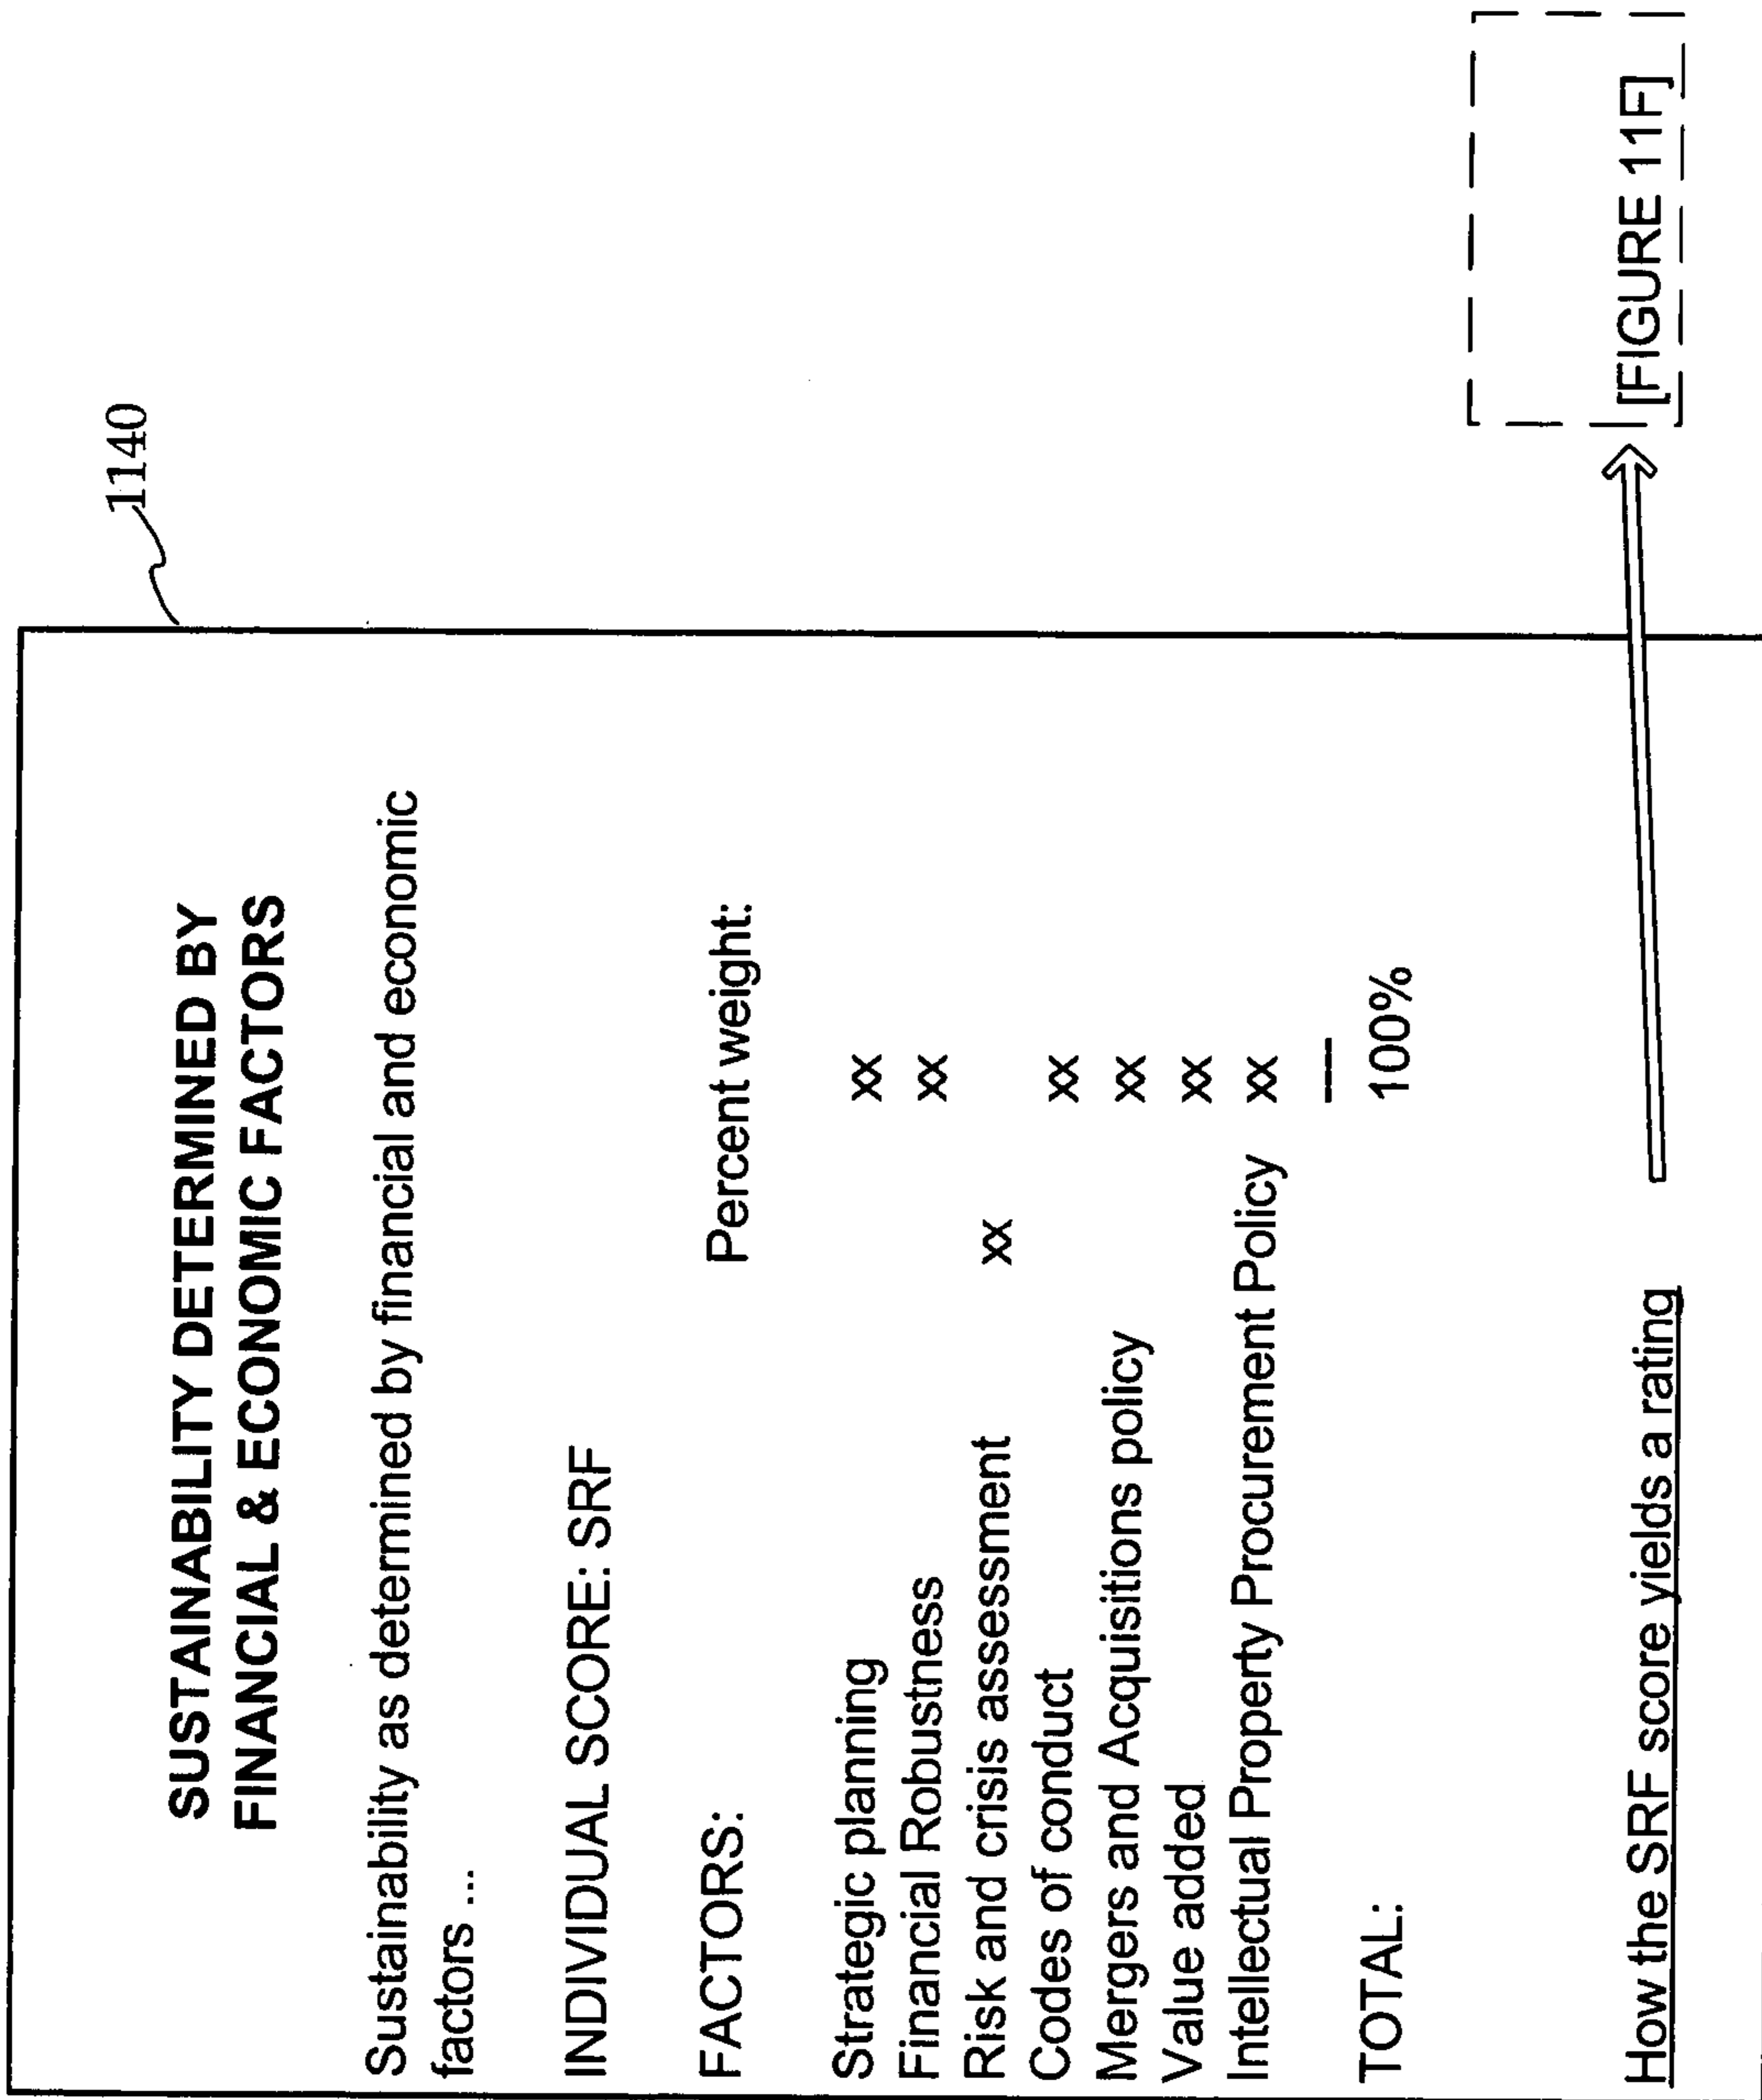 1140
SUSTAINABILITY DETERMINED BY
FINANCIAL & ECONOMIC FACTORS
Sustainability as determined by financial and economic
factors ...
INDIVIDUAL SCORE: SRF
FACTORS: Percent weight:
Strategic planning xx
Financial Robustness xx
Risk and crisis assessment xx
Codes of conduct xx
Mergers and Acquisitions policy xx
Value added xx
Intellectual Property Procurement Policy xx
TOTAL: 100%
How the SRF score yields a rating
[FIGURE 11F]